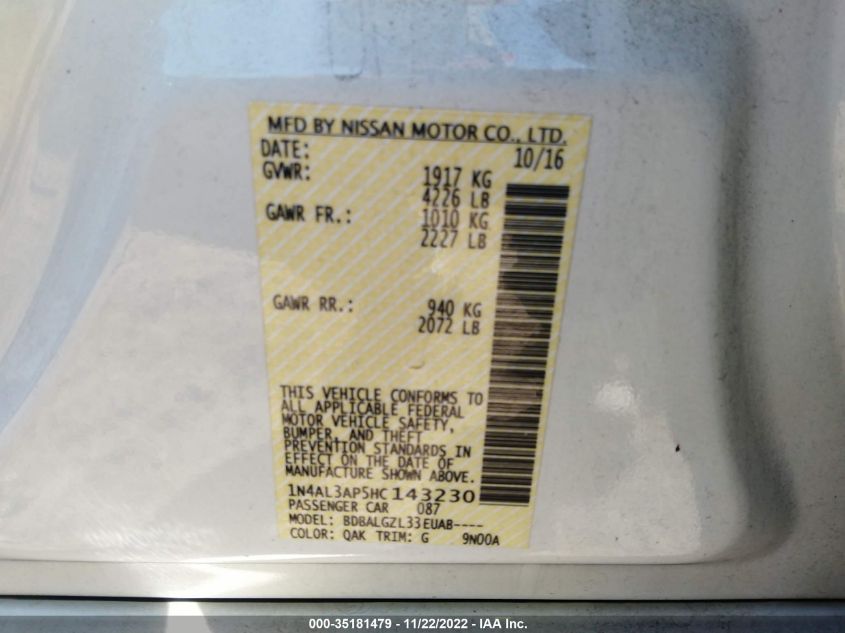 MFD BY NISSAN MOTOR CO., LTD.
DATE: 10/16
GVWR: 1917 KG
4226 LB
GAWR FR.: 1010 KG
2227 LB
GAWR RR.: 940 KG
2072 LB
THIS VEHICLE CONFORMS TO
ALL APPLICABLE FEDERAL
MOTOR VEHICLE SAFETY,
BUMPER, AND THEFT
PREVENTION STANDARDS IN
EFFECT ON THE DATE OF
MANUFACTURE SHOWN ABOVE.
1N4AL3AP5HC143230
PASSENGER CAR 087
MODEL: BDBALGZL33EUAB----
COLOR: QAK TRIM: G 9N00A
000-35181479 - 11/22/2022 - IAA Inc.